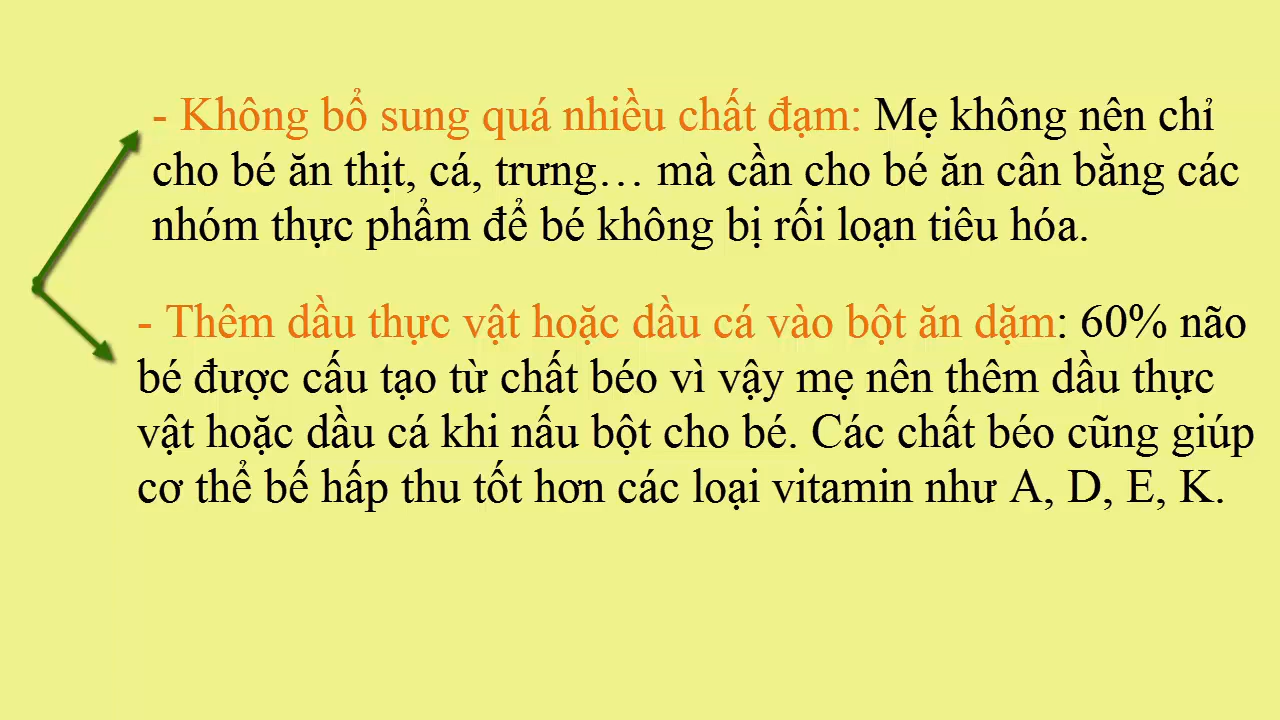 - Không bổ sung quá nhiều chất đạm: Mẹ không nên chỉ
cho bé ăn thịt, cá, trưng… mà cần cho bé ăn cân bằng các
nhóm thực phẩm để bé không bị rối loạn tiêu hóa.
- Thêm dầu thực vật hoặc dầu cá vào bột ăn dặm: 60% não
bé được cấu tạo từ chất béo vì vậy mẹ nên thêm dầu thực
vật hoặc dầu cá khi nấu bột cho bé. Các chất béo cũng giúp
cơ thể bế hấp thu tốt hơn các loại vitamin như A, D, E, K.